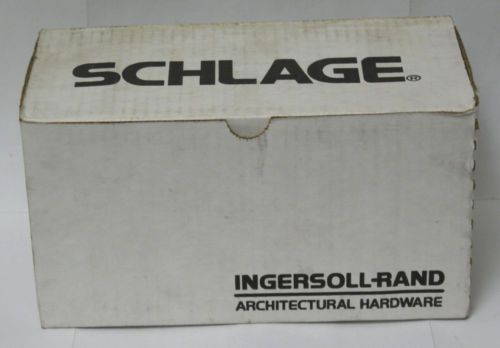 SCHLAGE®
INGERSOLL-RAND
ARCHITECTURAL HARDWARE